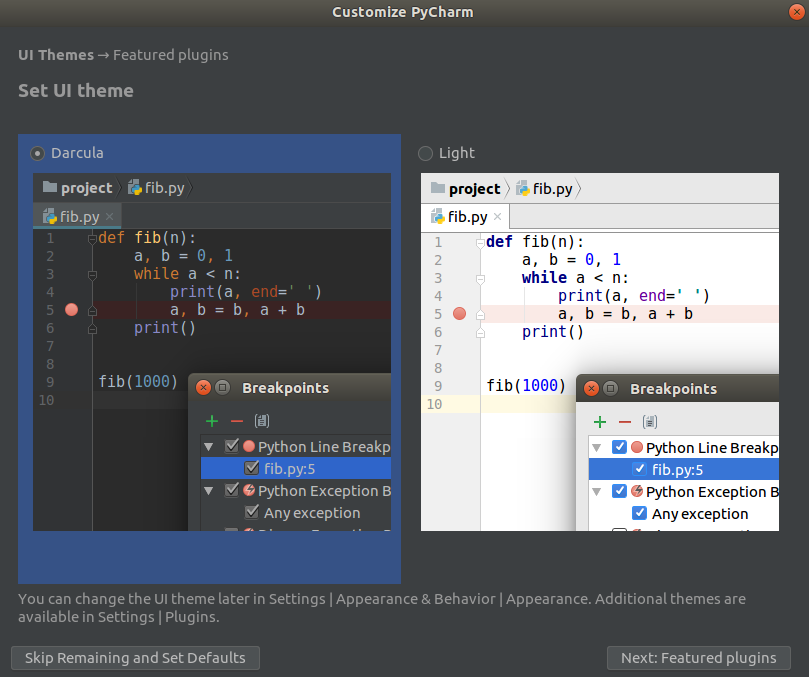 Customize PyCharm
UI Themes → Featured plugins
Set UI theme
Darcula
project
fib.py
fib.py
1 def fib(n):
2 a, b = 0, 1
3 while a < n:
4 print(a, end=' ')
5 a, b = b, a + b
6 print()
7
8
9 fib(1000)
10
Breakpoints
Python Line Breakp
fib.py:5
Python Exception B
Any exception
Light
project
fib.py
fib.py
1 def fib(n):
2 a, b = 0, 1
3 while a < n:
4 print(a, end=' ')
5 a, b = b, a + b
6 print()
7
8
9 fib(1000)
10
Breakpoints
Python Line Breakp
fib.py:5
Python Exception B
Any exception
You can change the UI theme later in Settings | Appearance & Behavior | Appearance. Additional themes are
available in Settings | Plugins.
Skip Remaining and Set Defaults
Next: Featured plugins